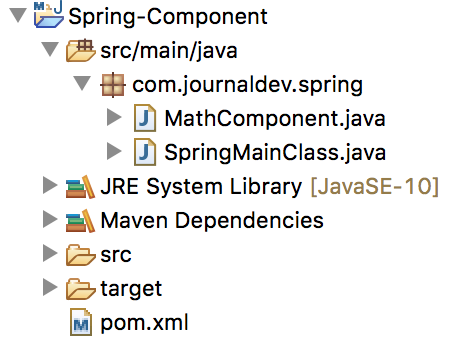 Spring-Component
src/main/java
com.journaldev.spring
MathComponent.java
SpringMainClass.java
JRE System Library [JavaSE-10]
Maven Dependencies
src
target
pom.xml